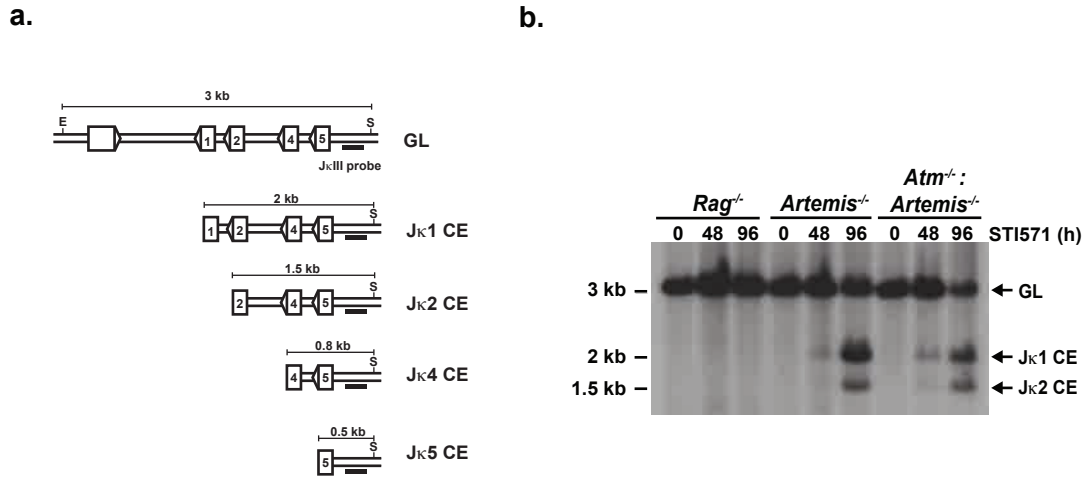 a.
3 kb
E
S
1
2
4
5
GL
JκIII probe
2 kb
S
1
2
4
5
Jκ1 CE
1.5 kb
S
2
4
5
Jκ2 CE
0.8 kb
S
4
5
Jκ4 CE
0.5 kb
S
5
Jκ5 CE
b.
Atm-/- :
Rag-/- Artemis-/- Artemis-/-
0 48 96 0 48 96 0 48 96 STI571 (h)
3 kb
GL
2 kb
Jκ1 CE
1.5 kb
Jκ2 CE